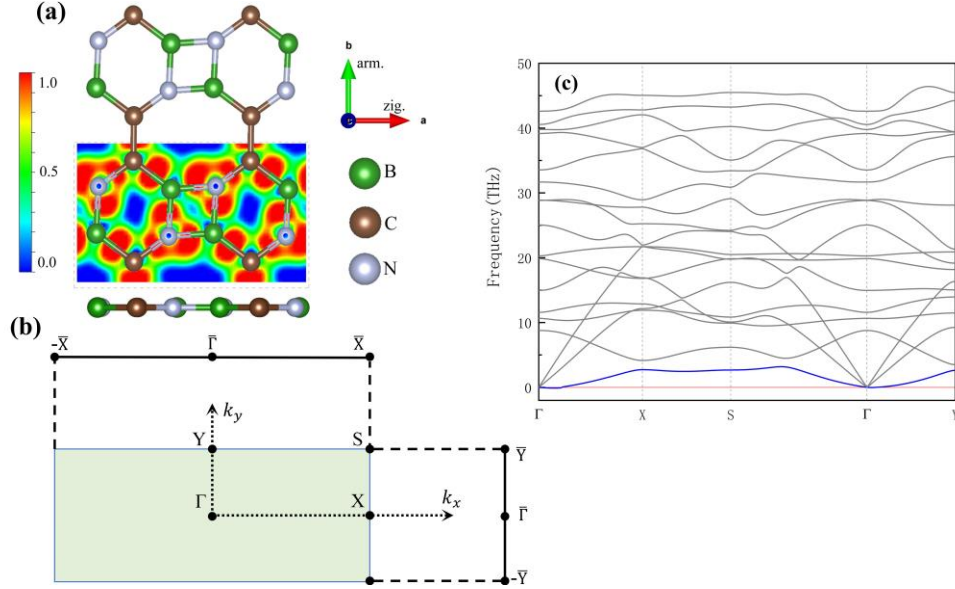 (a)
1.0
0.5
0.0
b
arm.
zig.
a
B
C
N
(b)
-X̅
Γ̅
X̅
k_y
Y
S
Γ
X
k_x
Y̅
Γ̅
-Y̅
(c)
Frequency (THz)
50
40
30
20
10
0
Γ
X
S
Γ
Y